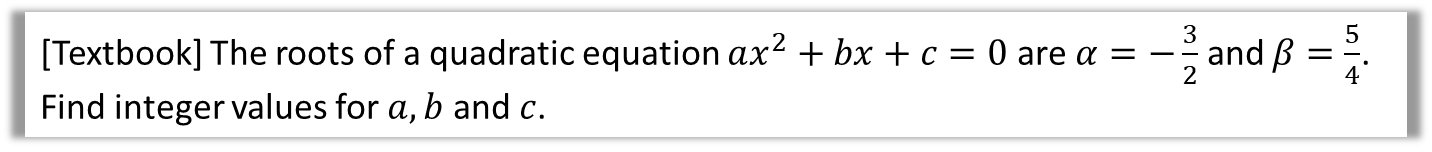 [Textbook] The roots of a quadratic equation 𝑎𝑥² + 𝑏𝑥 + 𝑐 = 0 are 𝛼 = −3/2 and 𝛽 = 5/4.
Find integer values for 𝑎, 𝑏 and 𝑐.